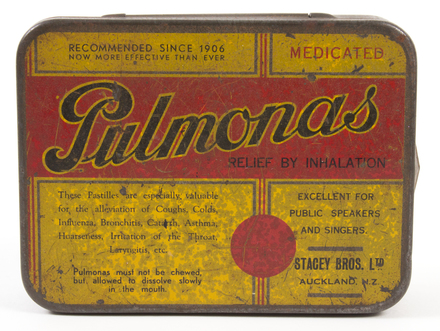 RECOMMENDED SINCE 1906
NOW MORE EFFECTIVE THAN EVER
MEDICATED
Pulmonas
RELIEF BY INHALATION
These Pastilles are especially valuable
for the alleviation of Coughs, Colds,
Influenza, Bronchitis, Catarrh, Asthma,
Hoarseness, Irritation of the Throat,
Laryngitis, etc.
Pulmonas must not be chewed,
but allowed to dissolve slowly
in the mouth.
EXCELLENT FOR
PUBLIC SPEAKERS
AND SINGERS.
STACEY BROS. LTD
AUCKLAND, N.Z.